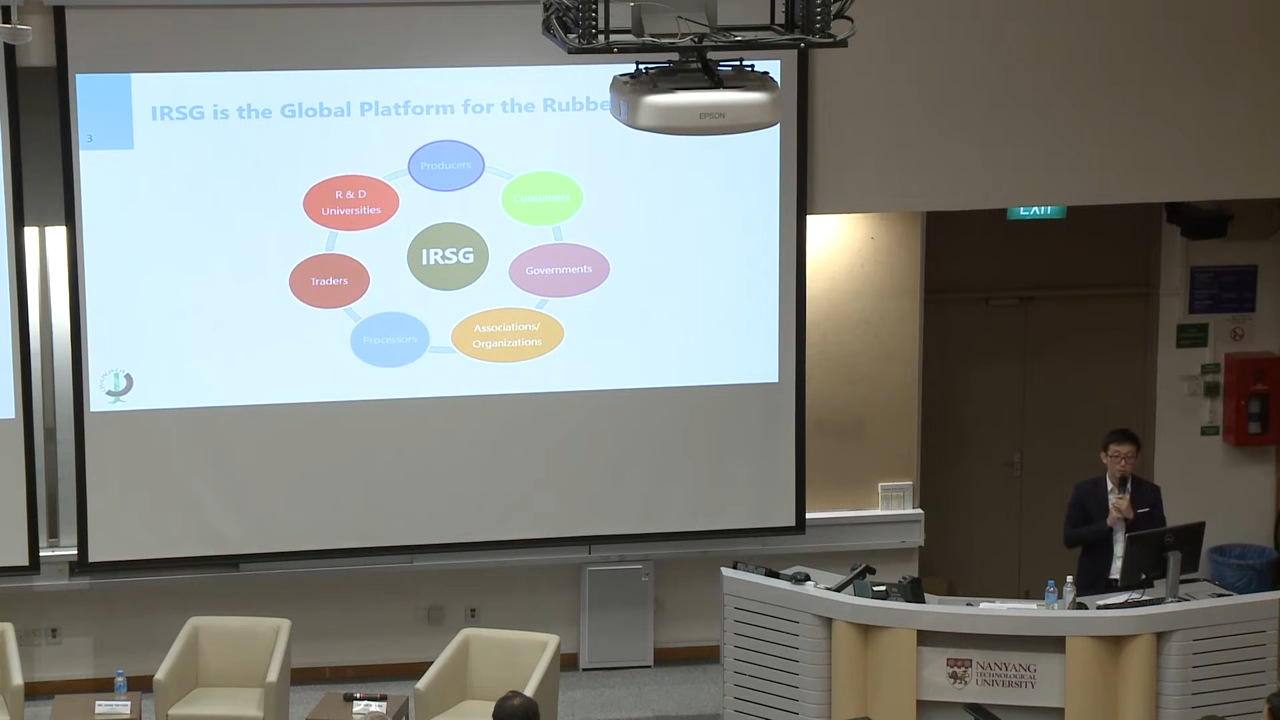 IRSG is the Global Platform for the Rubbe
3
Producers
R & D
Universities
Consumers
IRSG
Governments
Traders
Associations/
Organizations
Processors
EPSON
EXIT
NANYANG
TECHNOLOGICAL
UNIVERSITY